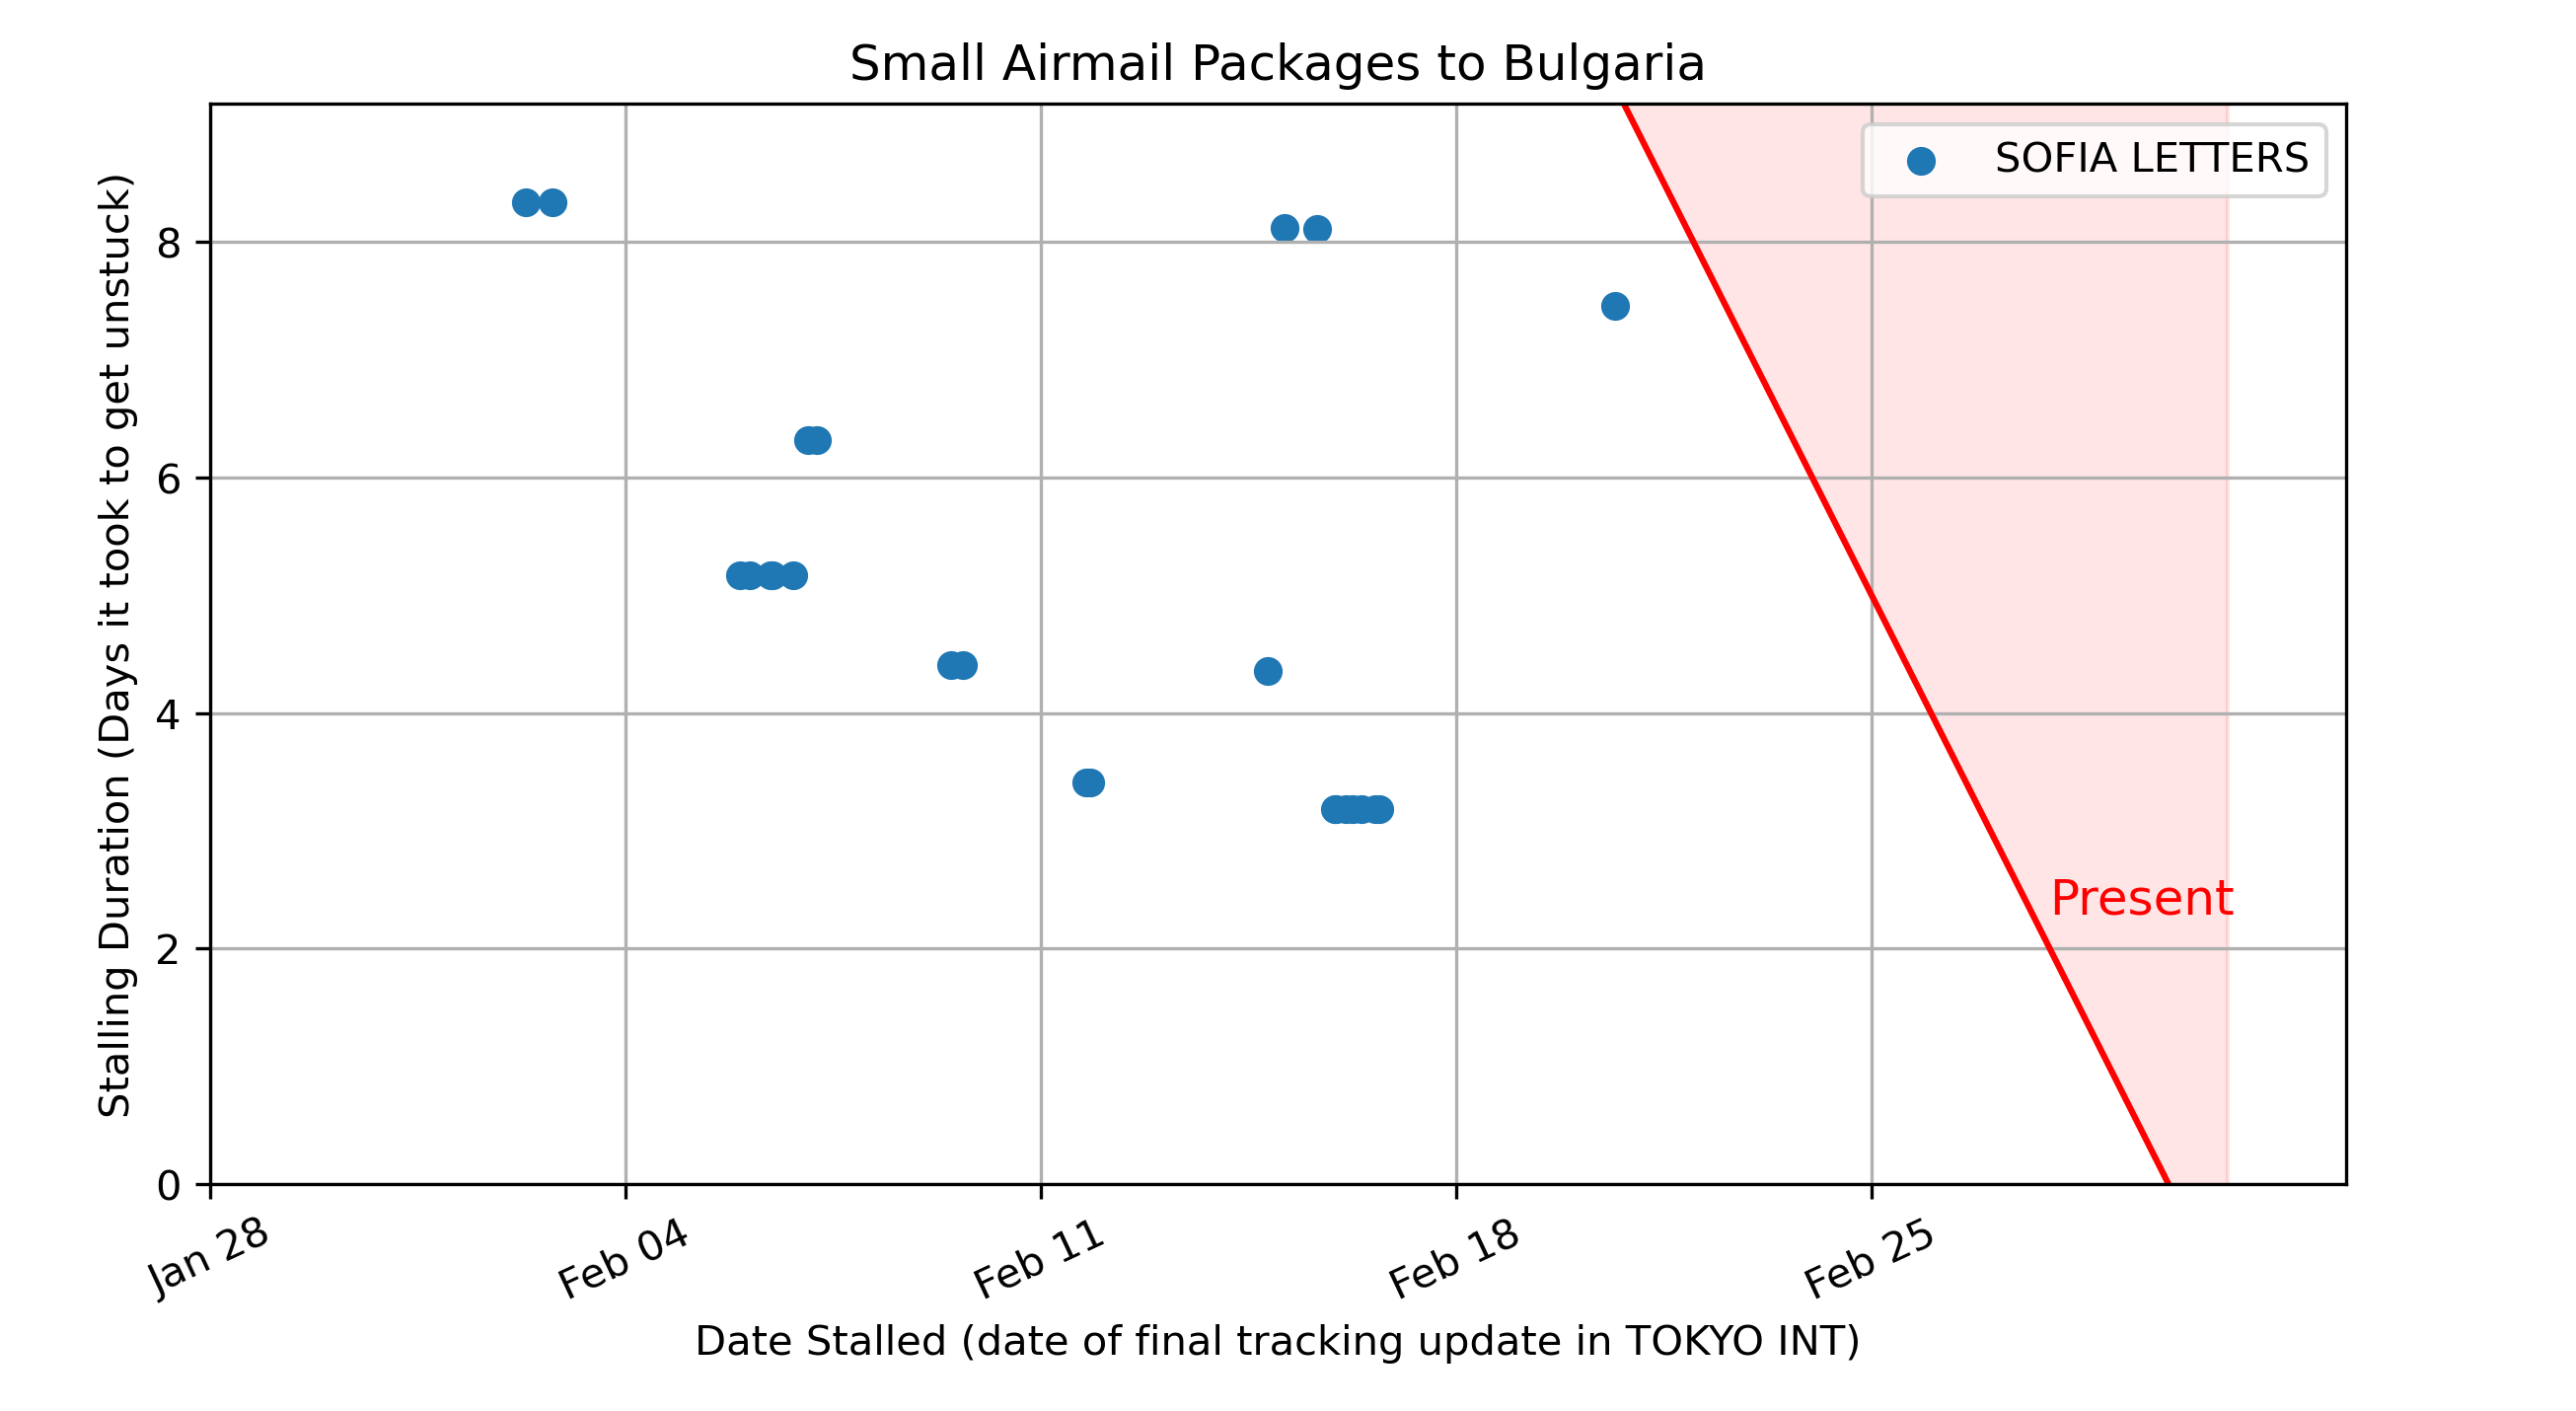 Small Airmail Packages to Bulgaria
SOFIA LETTERS
Stalling Duration (Days it took to get unstuck)
8
6
4
2
0
Present
Jan 28
Feb 04
Feb 11
Feb 18
Feb 25
Date Stalled (date of final tracking update in TOKYO INT)